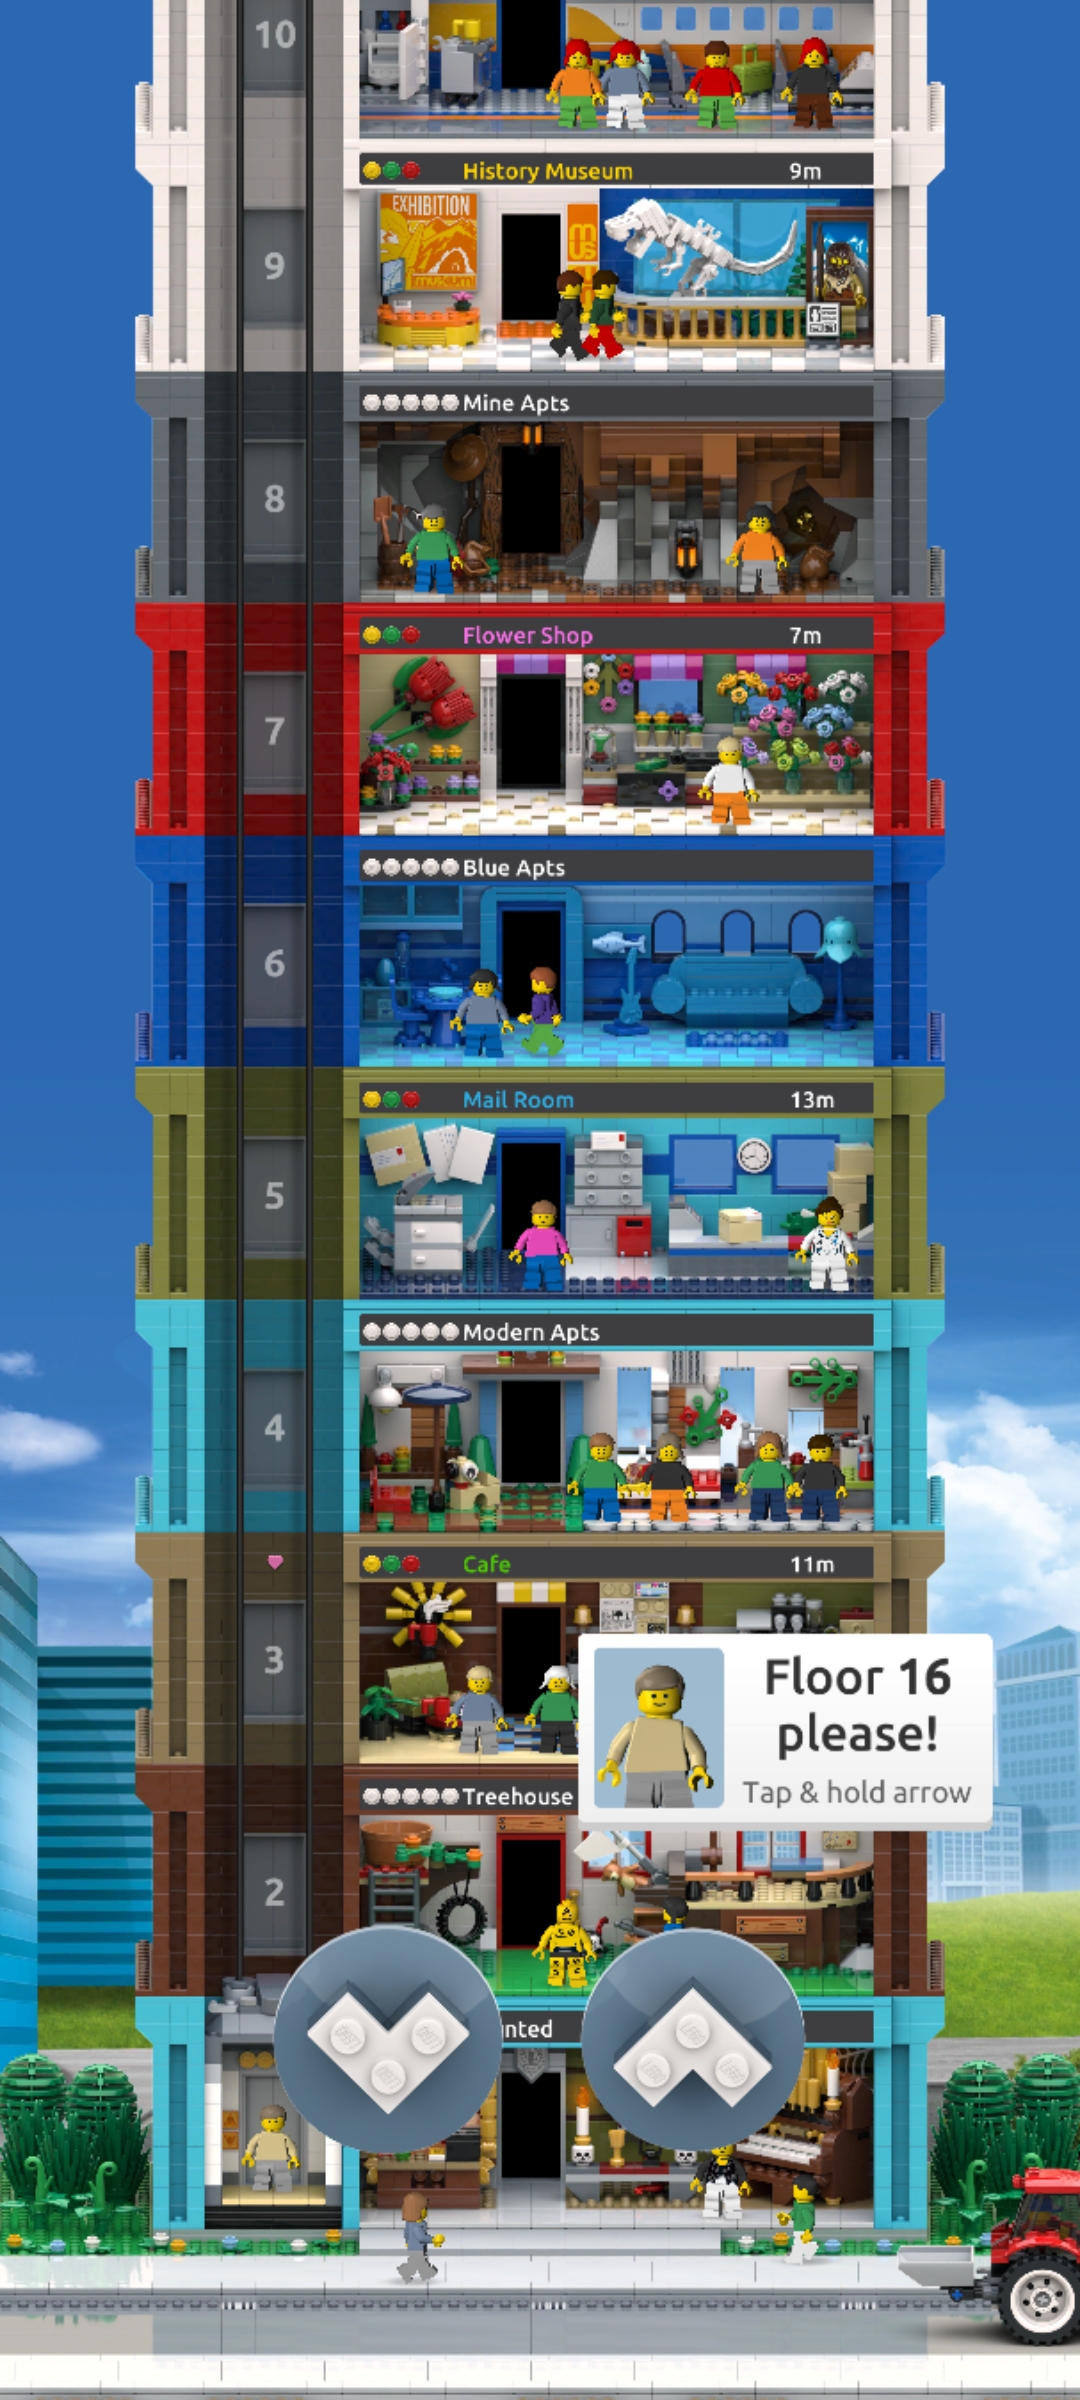 10
History Museum 9m
EXHIBITION
museum
9
Mine Apts
8
Flower Shop 7m
7
Blue Apts
6
Mail Room 13m
5
Modern Apts
4
Cafe 11m
3
Floor 16
please!
Tap & hold arrow
Treehouse
2
nted